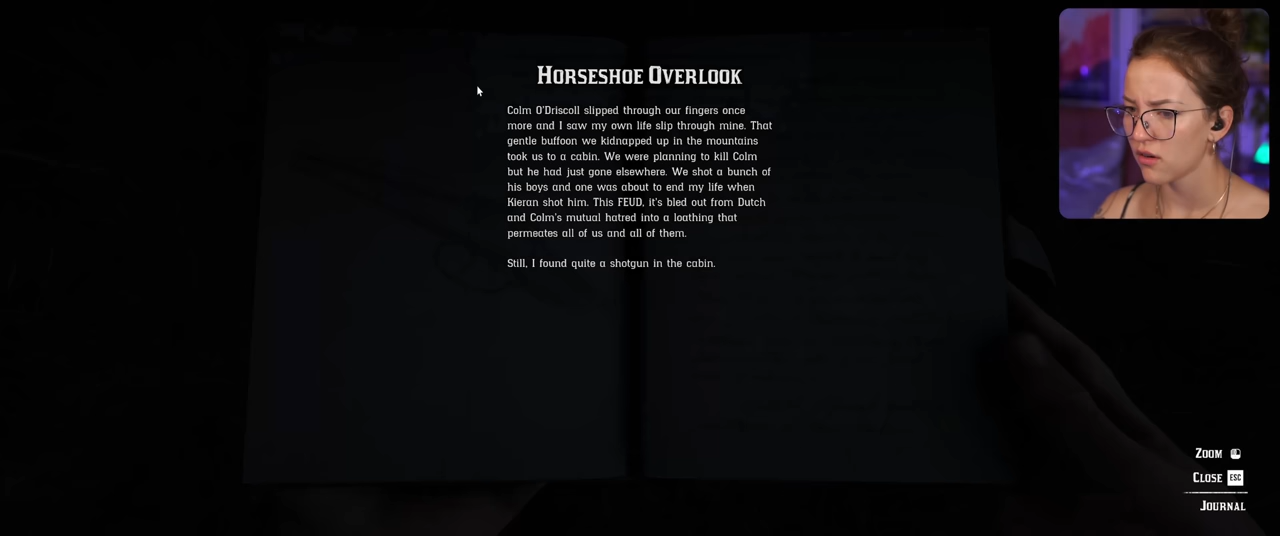 Horseshoe Overlook
Colm O'Driscoll slipped through our fingers once
more and I saw my own life slip through mine. That
gentle buffoon we kidnapped up in the mountains
took us to a cabin. We were planning to kill Colm
but he had just gone elsewhere. We shot a bunch of
his boys and one was about to end my life when
Kieran shot him. This FEUD, it's bled out from Dutch
and Colm's mutual hatred into a loathing that
permeates all of us and all of them.
Still, I found quite a shotgun in the cabin.
Zoom
Close ESC
Journal